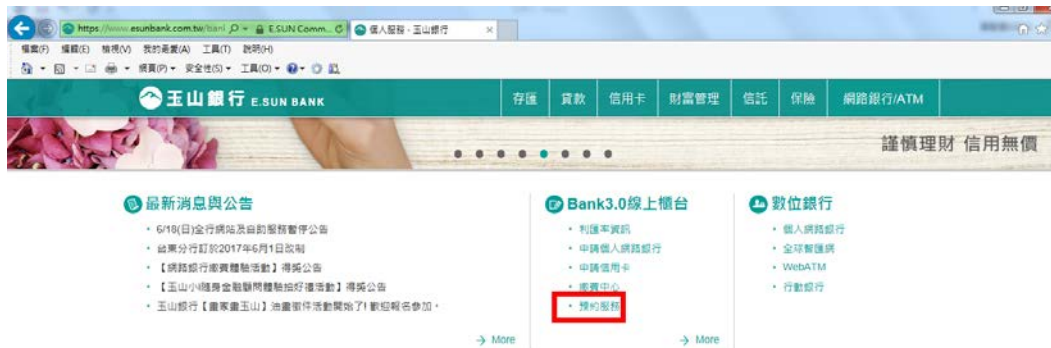 https://www.esunbank.com.tw/bank
E.SUN Comm...
個人服務 - 玉山銀行
檔案(F) 編輯(E) 檢視(V) 我的最愛(A) 工具(T) 說明(H)
網頁(P) 安全性(S) 工具(O)
玉山銀行 E.SUN BANK
存匯 貸款 信用卡 財富管理 信託 保險 網路銀行/ATM
謹慎理財 信用無價
最新消息與公告
6/18(日)全行網站及自助服務暫停公告
台東分行訂於2017年6月1日改制
【網路銀行繳費體驗活動】得獎公告
【玉山小i隨身金融顧問體驗抽好禮活動】得獎公告
玉山銀行【畫家畫玉山】油畫徵件活動開始了! 歡迎報名參加。
More
Bank3.0線上櫃台
利匯率資訊
申請個人網路銀行
申請信用卡
繳費中心
預約服務
More
數位銀行
個人網路銀行
全球智匯網
WebATM
行動銀行